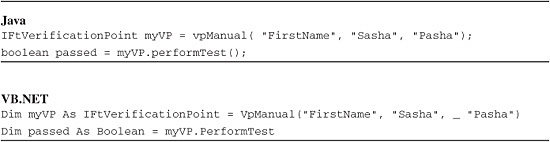 Java
IFtVerificationPoint myVP = vpManual( "FirstName", "Sasha", "Pasha");
boolean passed = myVP.performTest();
VB.NET
Dim myVP As IFtVerificationPoint = VpManual("FirstName", "Sasha", _ "Pasha")
Dim passed As Boolean = myVP.PerformTest